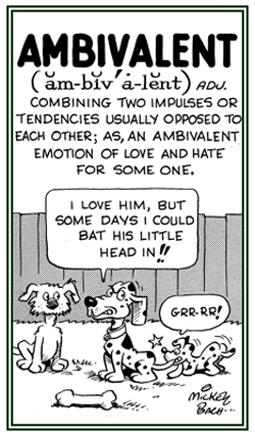 AMBIVALENT
(ăm-bĭv′ȧ-lĕnt) ADJ.
COMBINING TWO IMPULSES OR
TENDENCIES USUALLY OPPOSED TO
EACH OTHER; AS, AN AMBIVALENT
EMOTION OF LOVE AND HATE
FOR SOME ONE.
I LOVE HIM, BUT
SOME DAYS I COULD
BAT HIS LITTLE
HEAD IN!!
GRR-RR!
MICKEY
BACH...